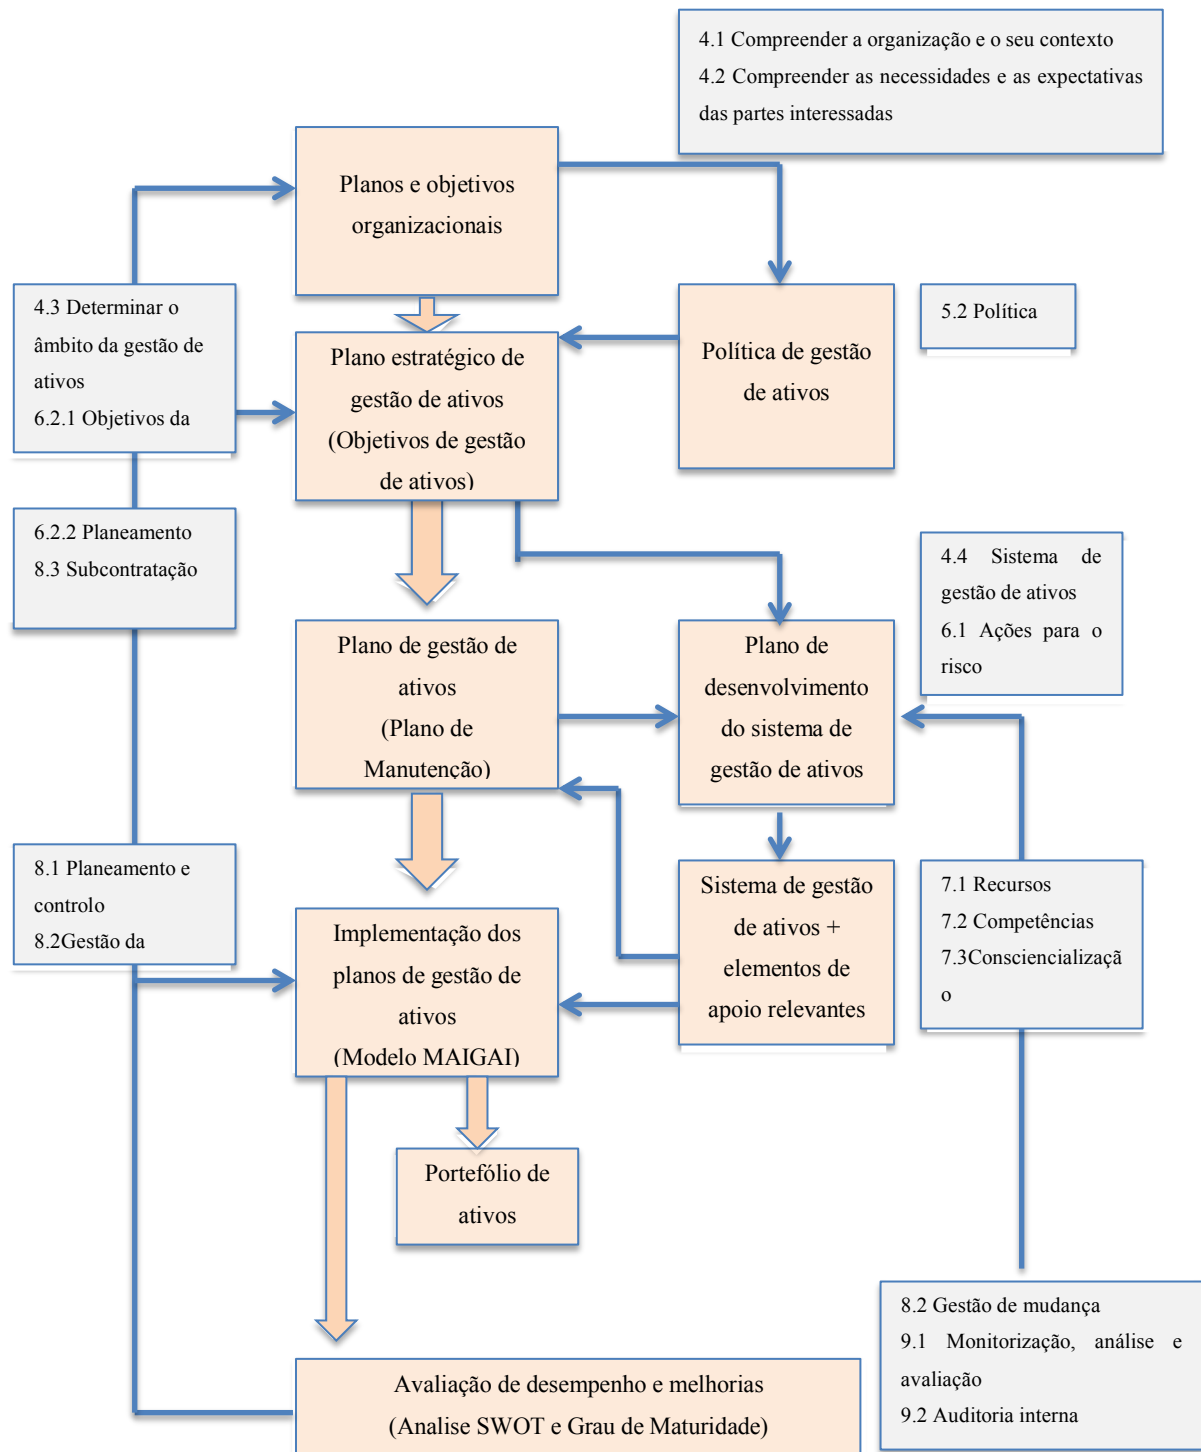 4.1 Compreender a organização e o seu contexto
4.2 Compreender as necessidades e as expectativas
das partes interessadas
Planos e objetivos
organizacionais
4.3 Determinar o
âmbito da gestão de
ativos
6.2.1 Objetivos da
Plano estratégico de
gestão de ativos
(Objetivos de gestão
de ativos)
Política de gestão
de ativos
5.2 Política
6.2.2 Planeamento
8.3 Subcontratação
4.4 Sistema de
gestão de ativos
6.1 Ações para o
risco
Plano de gestão de
ativos
(Plano de
Manutenção)
Plano de
desenvolvimento
do sistema de
gestão de ativos
8.1 Planeamento e
controlo
8.2Gestão da
Implementação dos
planos de gestão de
ativos
(Modelo MAIGAI)
Sistema de gestão
de ativos +
elementos de
apoio relevantes
7.1 Recursos
7.2 Competências
7.3Consciencializaçã
o
Portefólio de
ativos
8.2 Gestão de mudança
9.1 Monitorização, análise e
avaliação
9.2 Auditoria interna
Avaliação de desempenho e melhorias
(Analise SWOT e Grau de Maturidade)